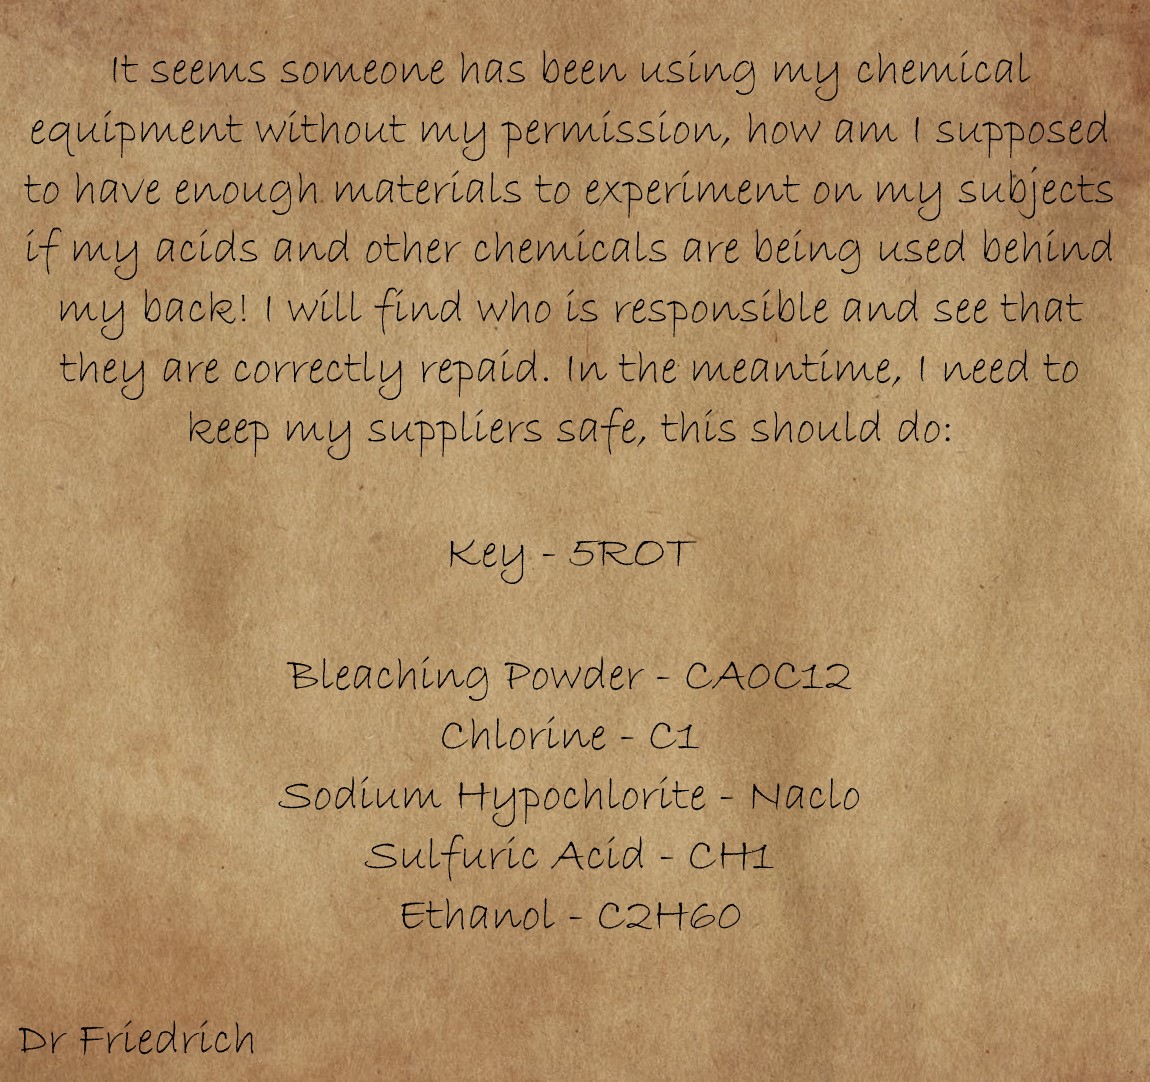 It seems someone has been using my chemical
equipment without my permission, how am I supposed
to have enough materials to experiment on my subjects
if my acids and other chemicals are being used behind
my back! I will find who is responsible and see that
they are correctly repaid. In the meantime, I need to
keep my suppliers safe, this should do:
Key - 5ROT
Bleaching Powder - CAOC12
Chlorine - C1
Sodium Hypochlorite - Naclo
Sulfuric Acid - CH1
Ethanol - C2H60
Dr Friedrich